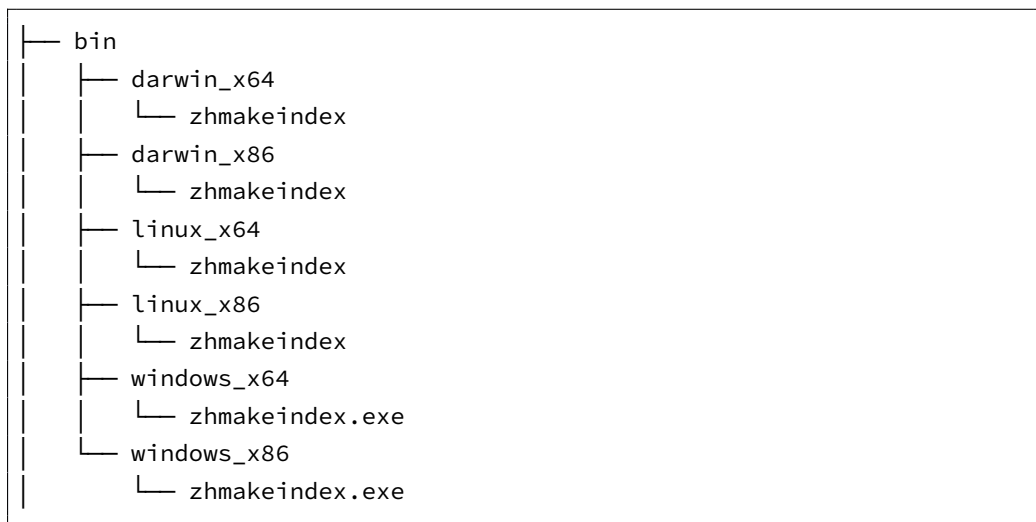 ├── bin
│   ├── darwin_x64
│   │   └── zhmakeindex
│   ├── darwin_x86
│   │   └── zhmakeindex
│   ├── linux_x64
│   │   └── zhmakeindex
│   ├── linux_x86
│   │   └── zhmakeindex
│   ├── windows_x64
│   │   └── zhmakeindex.exe
│   └── windows_x86
│       └── zhmakeindex.exe